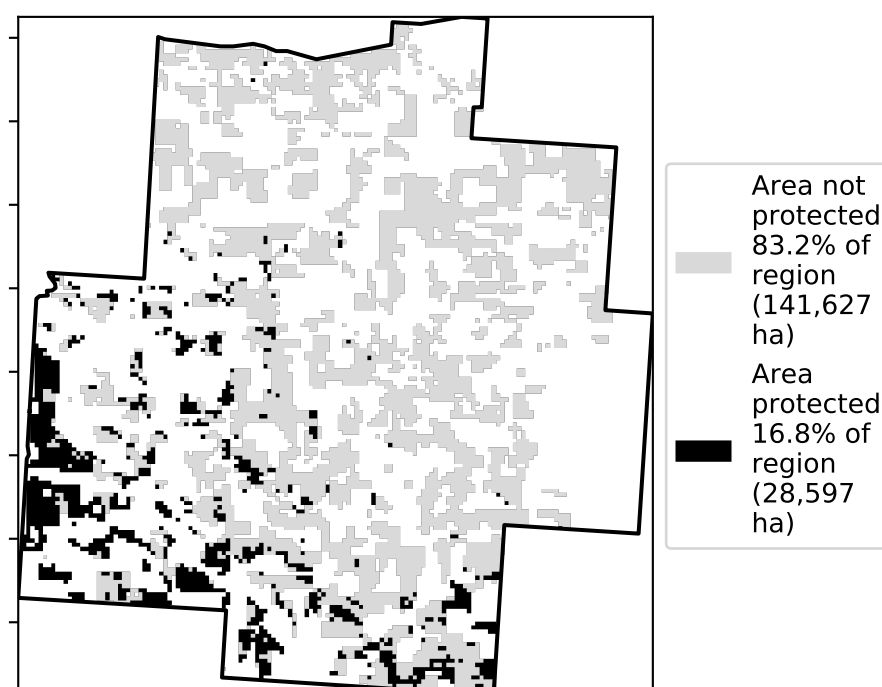 Area not
protected
83.2% of
region
(141,627
ha)
Area
protected
16.8% of
region
(28,597
ha)